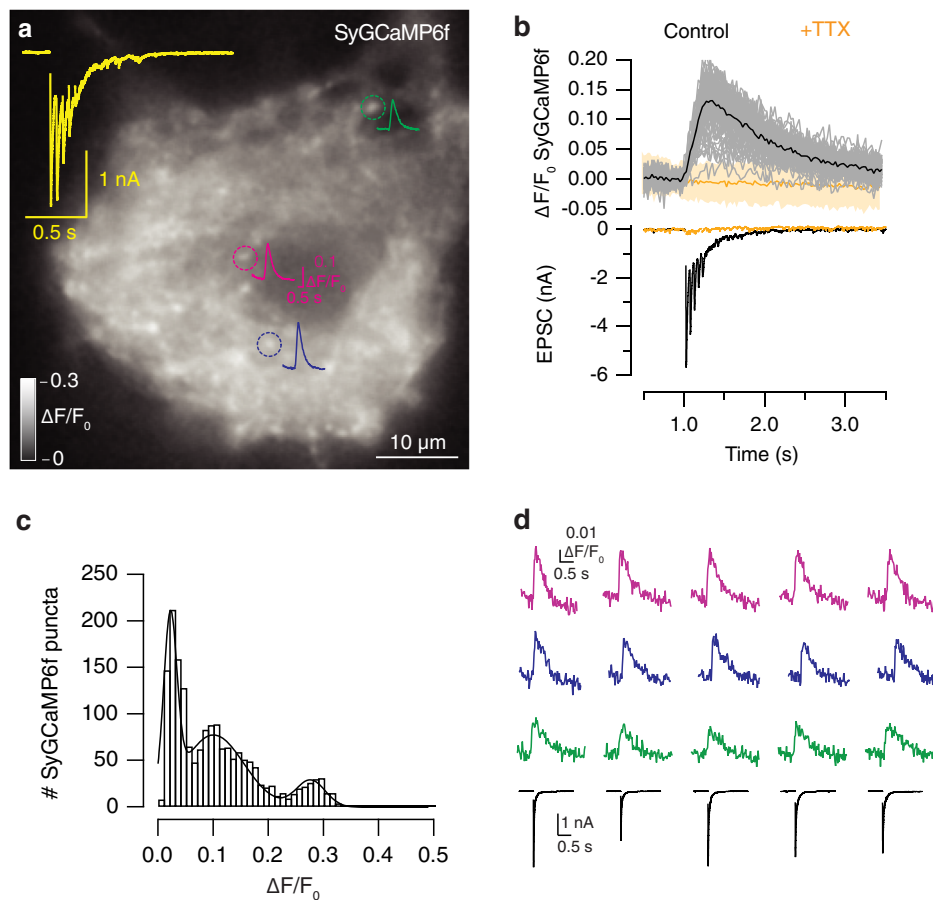 a
SyGCaMP6f
1 nA
0.5 s
0.1
ΔF/F0
0.5 s
0.3
ΔF/F0
0
10 µm
b
Control
+TTX
0.20
0.15
0.10
0.05
0.00
-0.05
ΔF/F0 SyGCaMP6f
0
-2
-4
-6
EPSC (nA)
1.0 2.0 3.0
Time (s)
c
250
200
150
100
50
0
# SyGCaMP6f puncta
0.0 0.1 0.2 0.3 0.4 0.5
ΔF/F0
d
0.01
ΔF/F0
0.5 s
1 nA
0.5 s